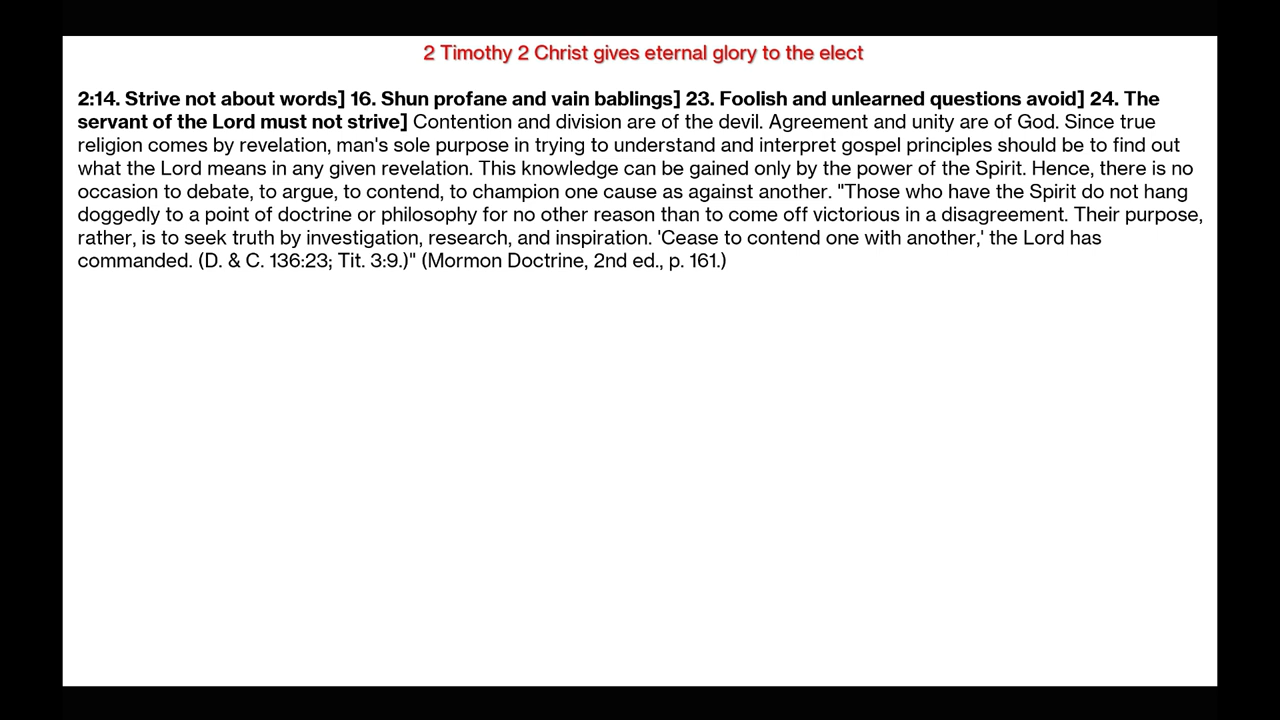 2 Timothy 2 Christ gives eternal glory to the elect
2:14. Strive not about words] 16. Shun profane and vain bablings] 23. Foolish and unlearned questions avoid] 24. The
servant of the Lord must not strive] Contention and division are of the devil. Agreement and unity are of God. Since true
religion comes by revelation, man's sole purpose in trying to understand and interpret gospel principles should be to find out
what the Lord means in any given revelation. This knowledge can be gained only by the power of the Spirit. Hence, there is no
occasion to debate, to argue, to contend, to champion one cause as against another. "Those who have the Spirit do not hang
doggedly to a point of doctrine or philosophy for no other reason than to come off victorious in a disagreement. Their purpose,
rather, is to seek truth by investigation, research, and inspiration. 'Cease to contend one with another,' the Lord has
commanded. (D. & C. 136:23; Tit. 3:9.)" (Mormon Doctrine, 2nd ed., p. 161.)